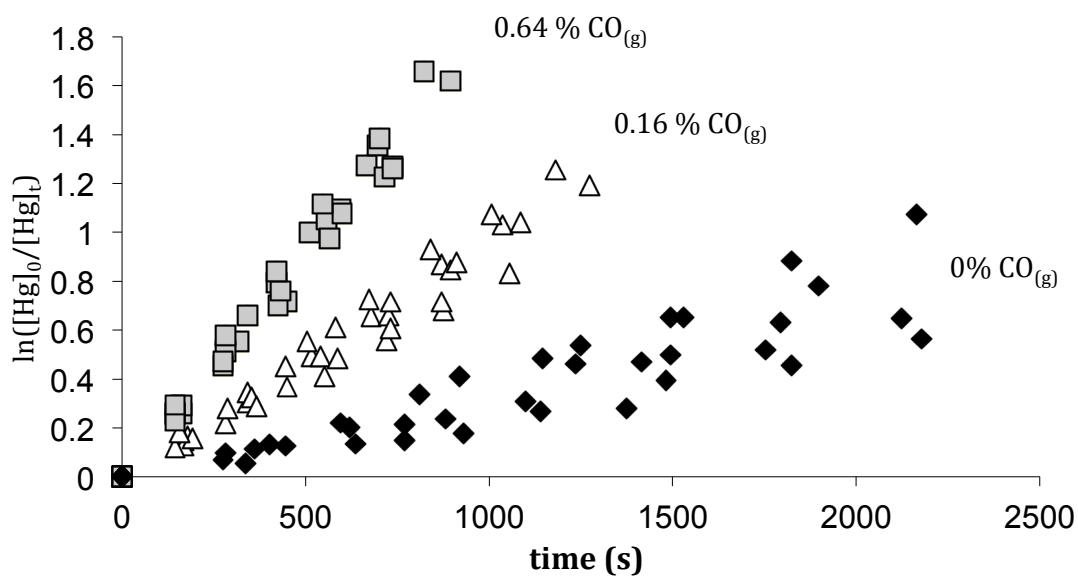 0.64 % CO(g)
0.16 % CO(g)
0% CO(g)
ln([Hg]0/[Hg]t)
1.8
1.6
1.4
1.2
1
0.8
0.6
0.4
0.2
0
0 500 1000 1500 2000 2500
time (s)